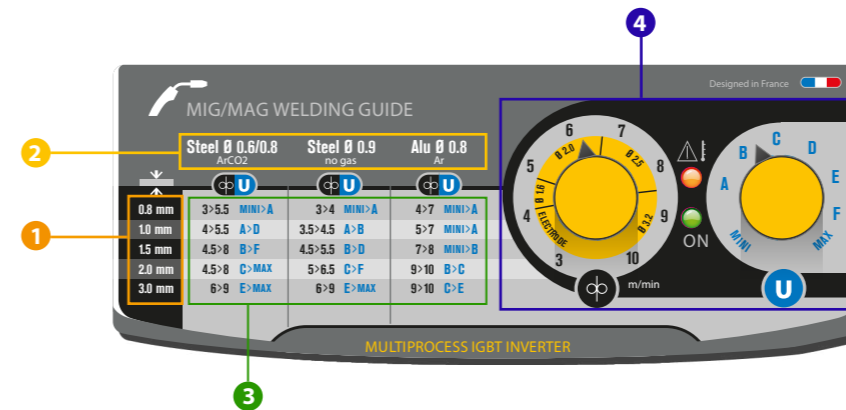 4
Designed in France
MIG/MAG WELDING GUIDE
2
Steel Ø 0.6/0.8 Steel Ø 0.9 Alu Ø 0.8
ArCO2 no gas Ar
U U U
1
0.8 mm 3>5.5 MINI>A 3>4 MINI>A 4>7 MINI>A
1.0 mm 4>5.5 A>D 3.5>4.5 A>B 5>7 MINI>A
1.5 mm 4.5>8 B>F 4.5>5.5 B>D 7>8 MINI>B
2.0 mm 4.5>8 C>MAX 5>6.5 C>F 9>10 B>C
3.0 mm 6>9 E>MAX 6>9 E>MAX 9>10 C>E
3 4 5 6 7 8 9 10
ELECTRODE Ø 1.6 Ø 2.0 Ø 2.5 Ø 3.2
m/min
ON
MINI A B C D E F MAX
U
MULTIPROCESS IGBT INVERTER
3